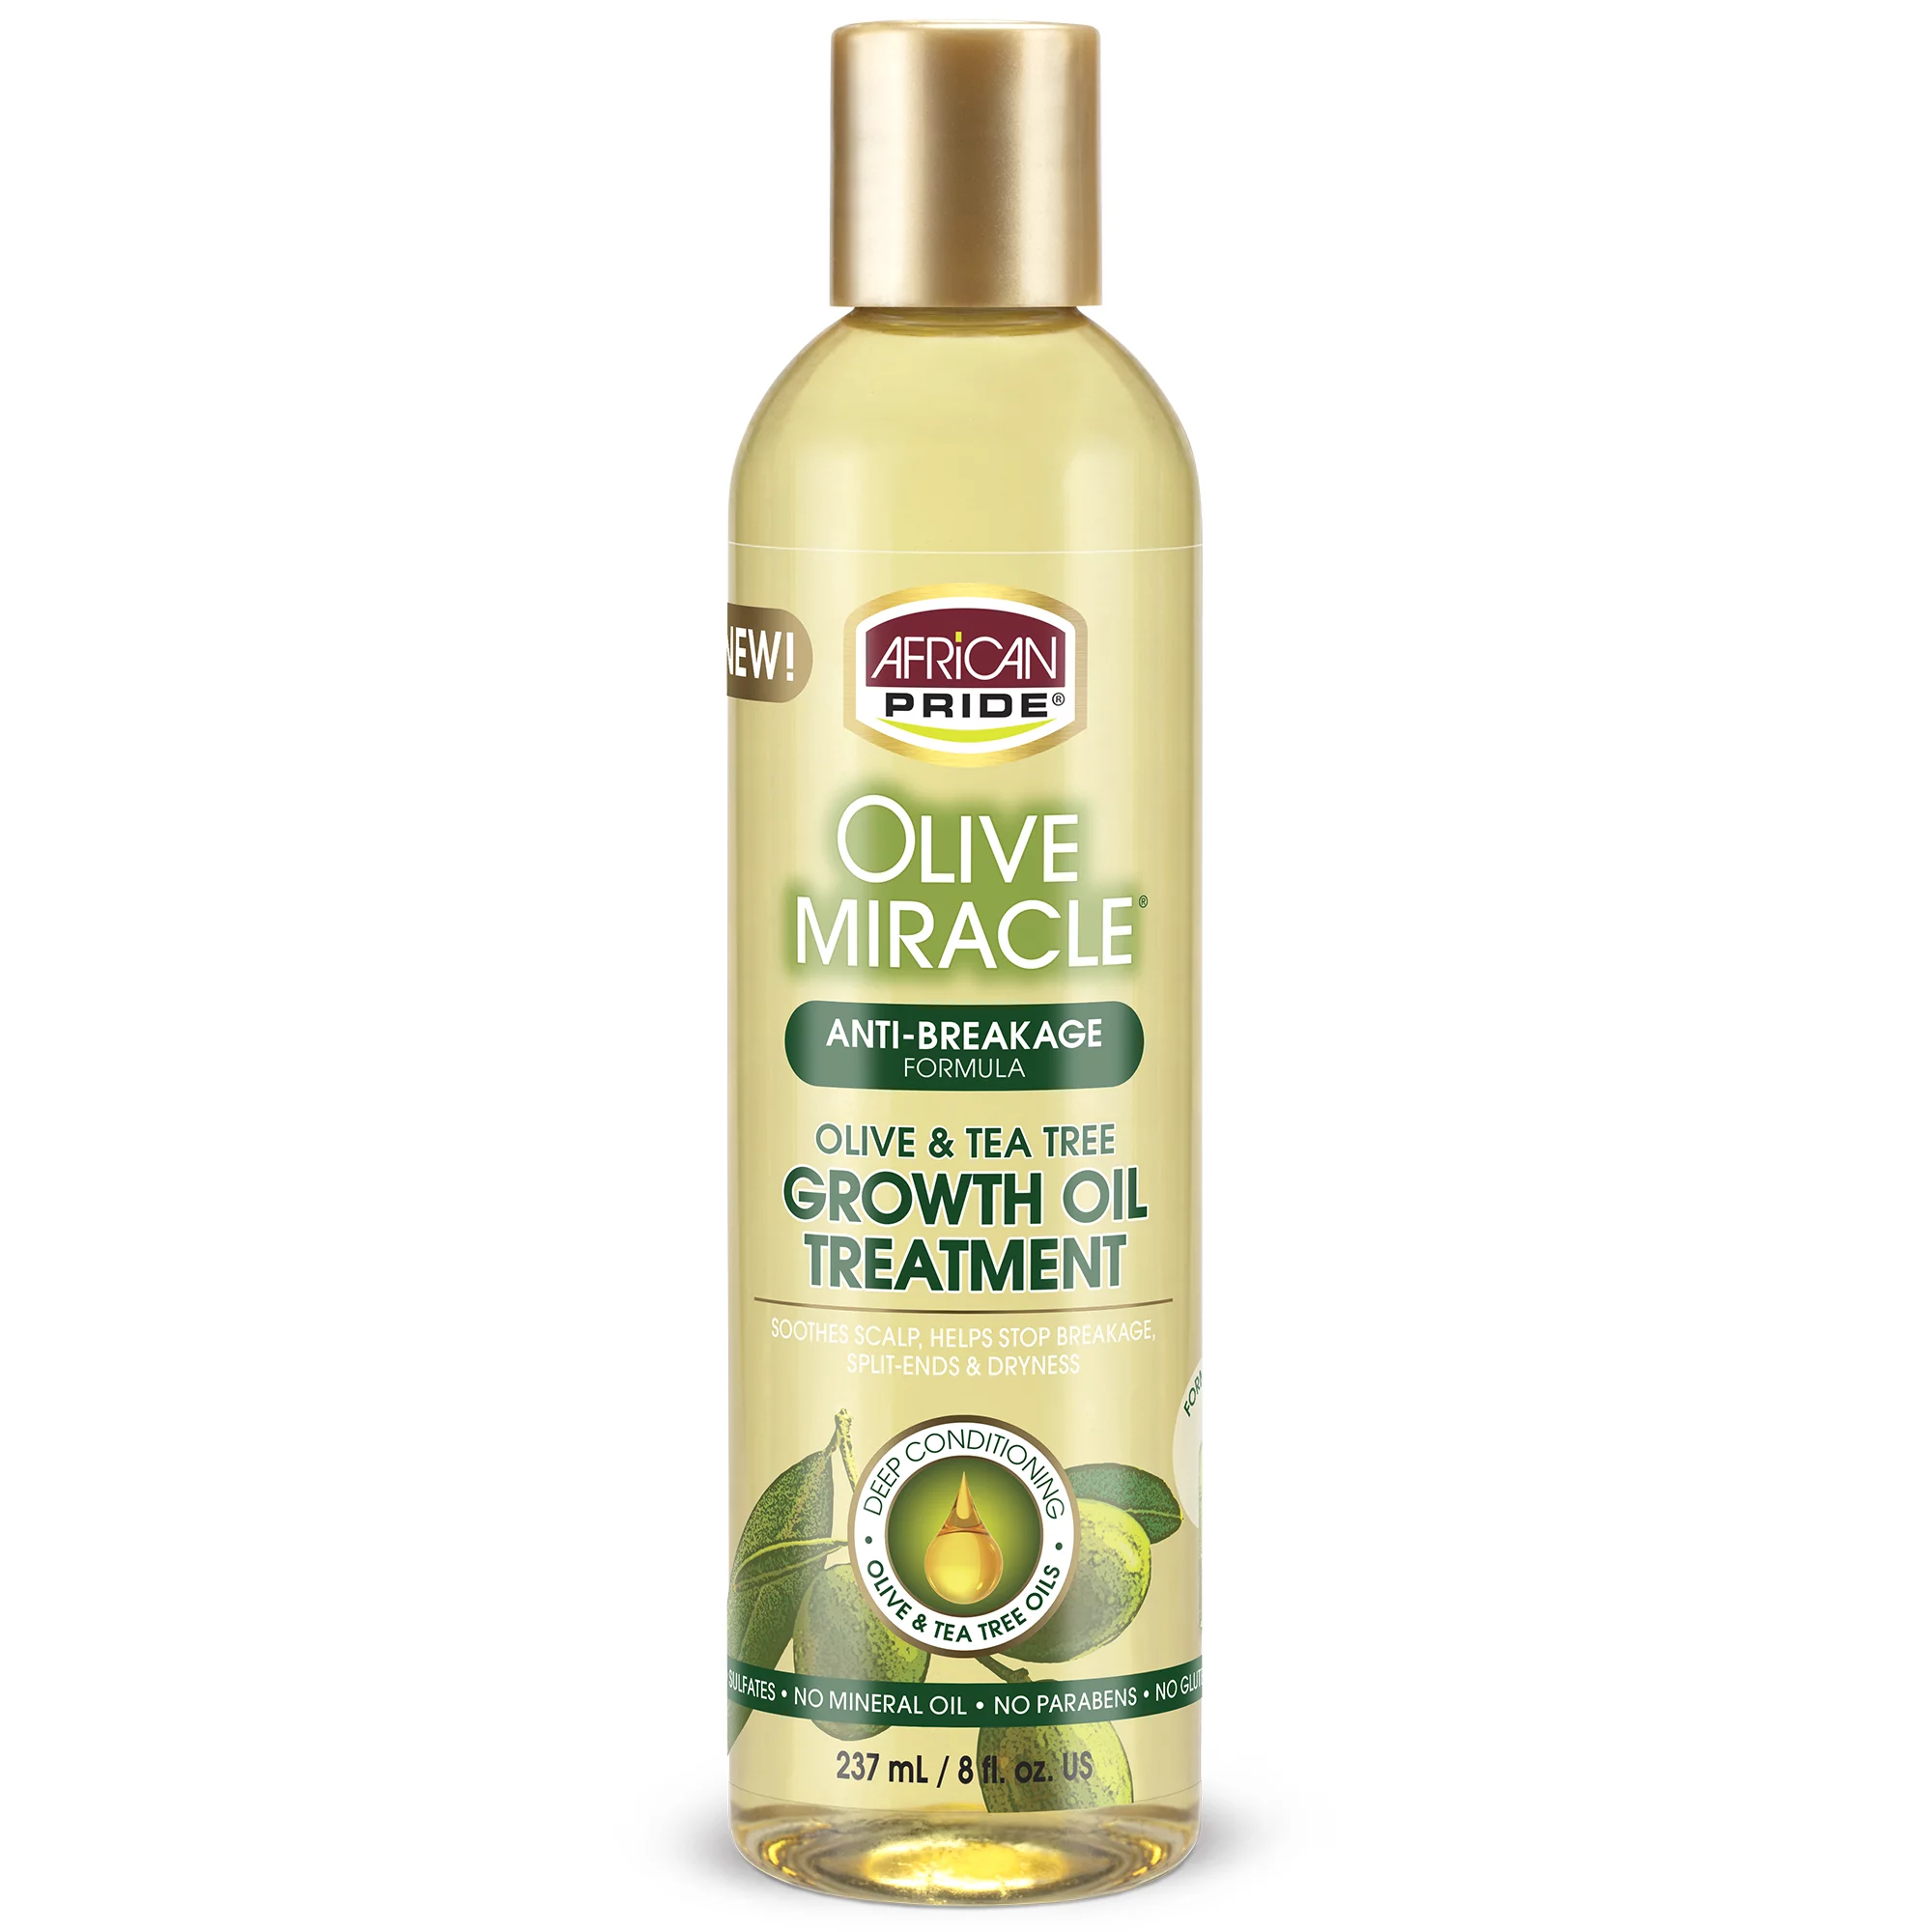 NEW!
AFRiCAN
PRIDE®
OLIVE
MIRACLE®
ANTI-BREAKAGE
FORMULA
OLIVE & TEA TREE
GROWTH OIL
TREATMENT
SOOTHES SCALP, HELPS STOP BREAKAGE,
SPLIT-ENDS & DRYNESS
DEEP CONDITIONING
• OLIVE & TEA TREE OILS •
SULFATES • NO MINERAL OIL • NO PARABENS • NO
237 mL / 8 fl. oz. US